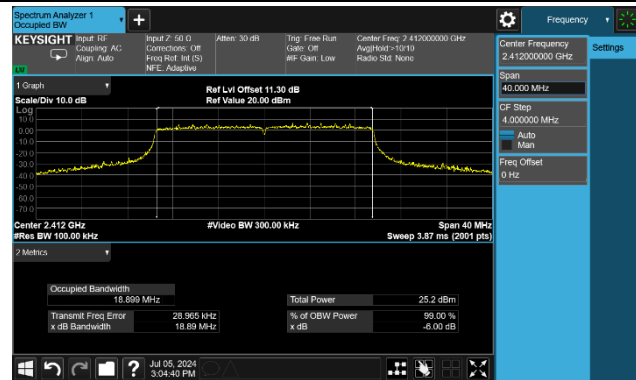 Spectrum Analyzer 1
Occupied BW
Frequency
KEYSIGHT
Input: RF
Coupling: AC
Align: Auto
Input Z: 50 Ω
Corrections: Off
Freq Ref: Int (S)
NFE: Adaptive
Atten: 30 dB
Trig: Free Run
Gate: Off
#IF Gain: Low
Center Freq: 2.412000000 GHz
Avg|Hold:>10/10
Radio Std: None
Center Frequency
2.412000000 GHz
Settings
Span
40.000 MHz
CF Step
4.000000 MHz
Auto
Man
Freq Offset
0 Hz
1 Graph
Scale/Div 10.0 dB
Ref Lvl Offset 11.30 dB
Ref Value 20.00 dBm
Log
10.0
0.00
-10.0
-20.0
-30.0
-40.0
-50.0
-60.0
-70.0
Center 2.412 GHz
#Video BW 300.00 kHz
Span 40 MHz
#Res BW 100.00 kHz
Sweep 3.87 ms (2001 pts)
2 Metrics
Occupied Bandwidth
18.899 MHz
Total Power 25.2 dBm
Transmit Freq Error 28.965 kHz
% of OBW Power 99.00 %
x dB Bandwidth 18.89 MHz
x dB -6.00 dB
Jul 05, 2024
3:04:40 PM